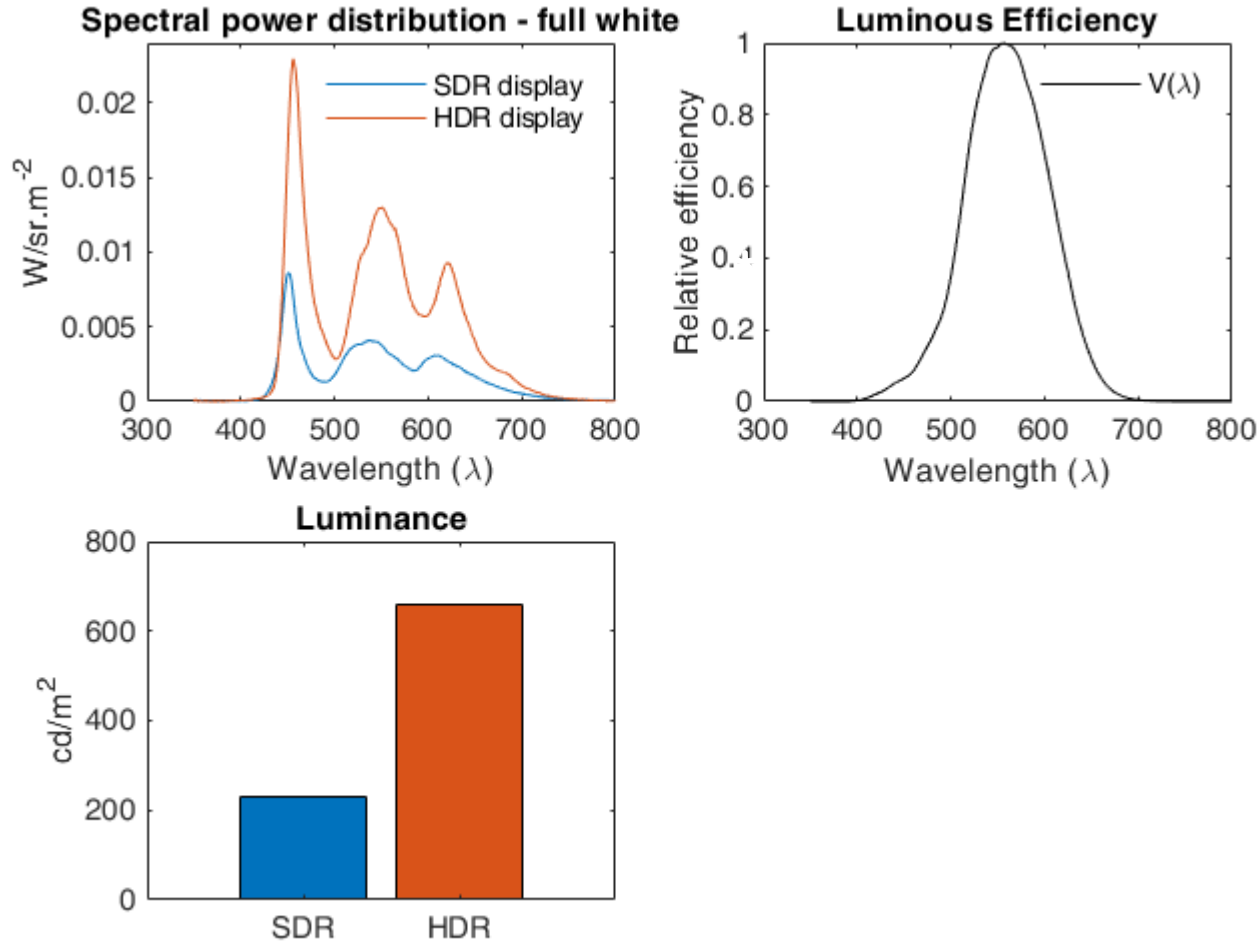 Spectral power distribution - full white
SDR display
HDR display
W/sr.m-2
0.02
0.015
0.01
0.005
0
300 400 500 600 700 800
Wavelength (λ)
Luminous Efficiency
V(λ)
Relative efficiency
1
0.8
0.6
0.4
0.2
0
300 400 500 600 700 800
Wavelength (λ)
Luminance
cd/m2
800
600
400
200
0
SDR HDR